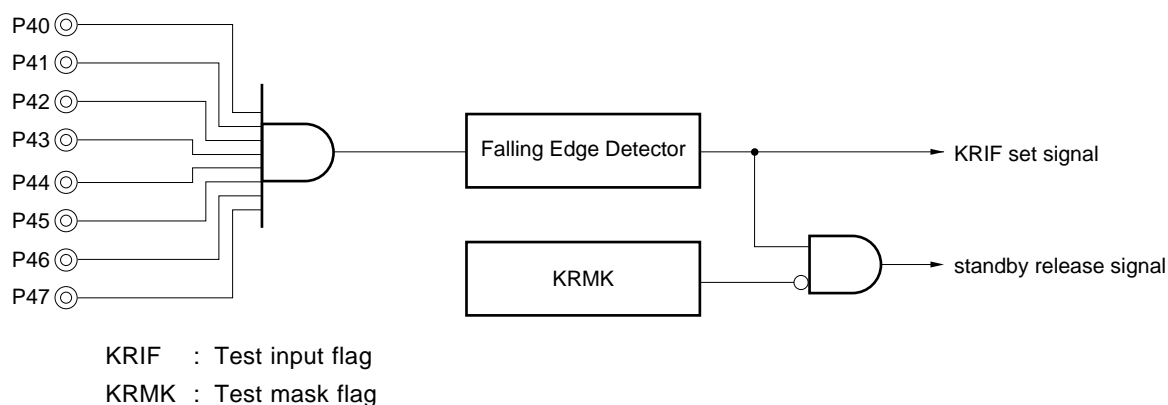 P40
P41
P42
P43
P44
P45
P46
P47
Falling Edge Detector
KRIF set signal
KRMK
standby release signal
KRIF : Test input flag
KRMK : Test mask flag